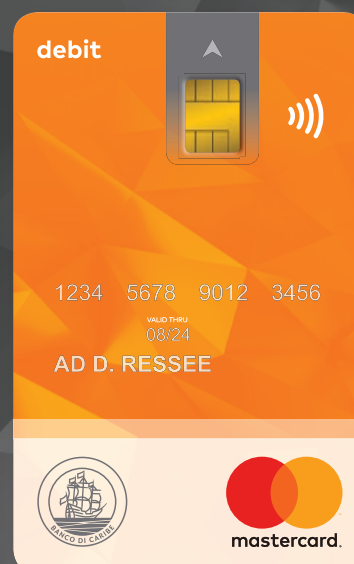 debit
1234 5678 9012 3456
VALID THRU
08/24
AD D. RESSEE
BANCO DI CARIBE
mastercard.